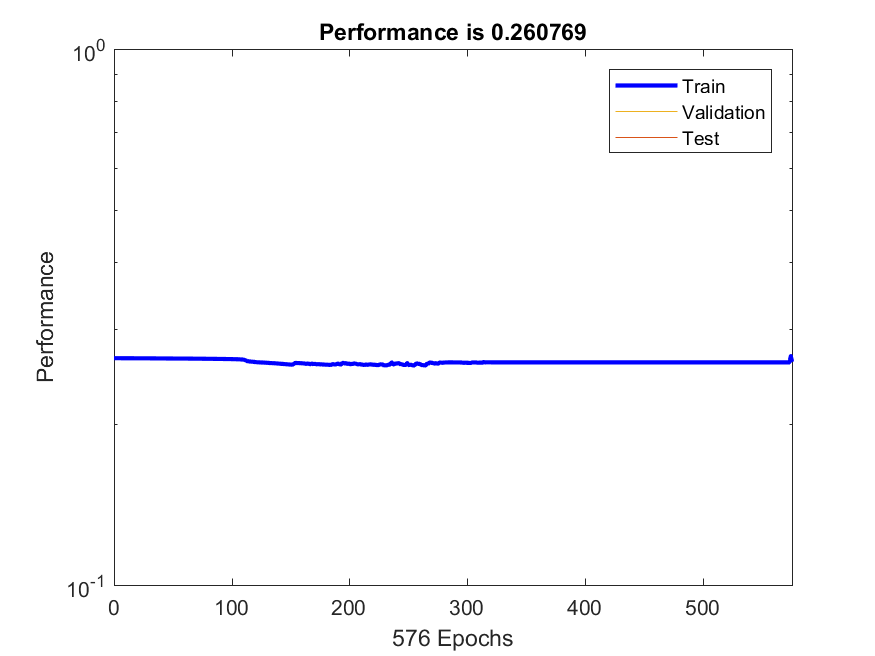 Performance is 0.260769
10^0
Train
Validation
Test
Performance
10^-1
0 100 200 300 400 500
576 Epochs